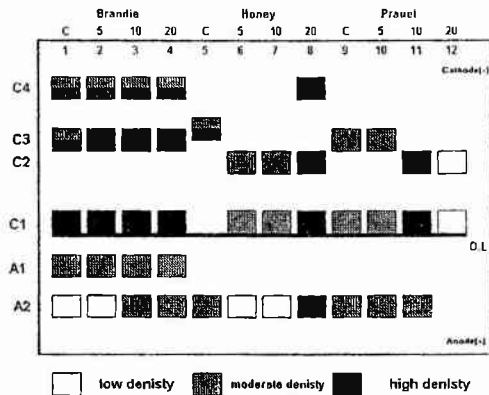 Brandie Honey Prauel
C 5 10 20 C 5 10 20 C 5 10 20
1 2 3 4 5 6 7 8 9 10 11 12
Cathode(-)
C4
C3
C2
C1
O.L
A1
A2
Anode(-)
low denisty moderate denisty high denisty